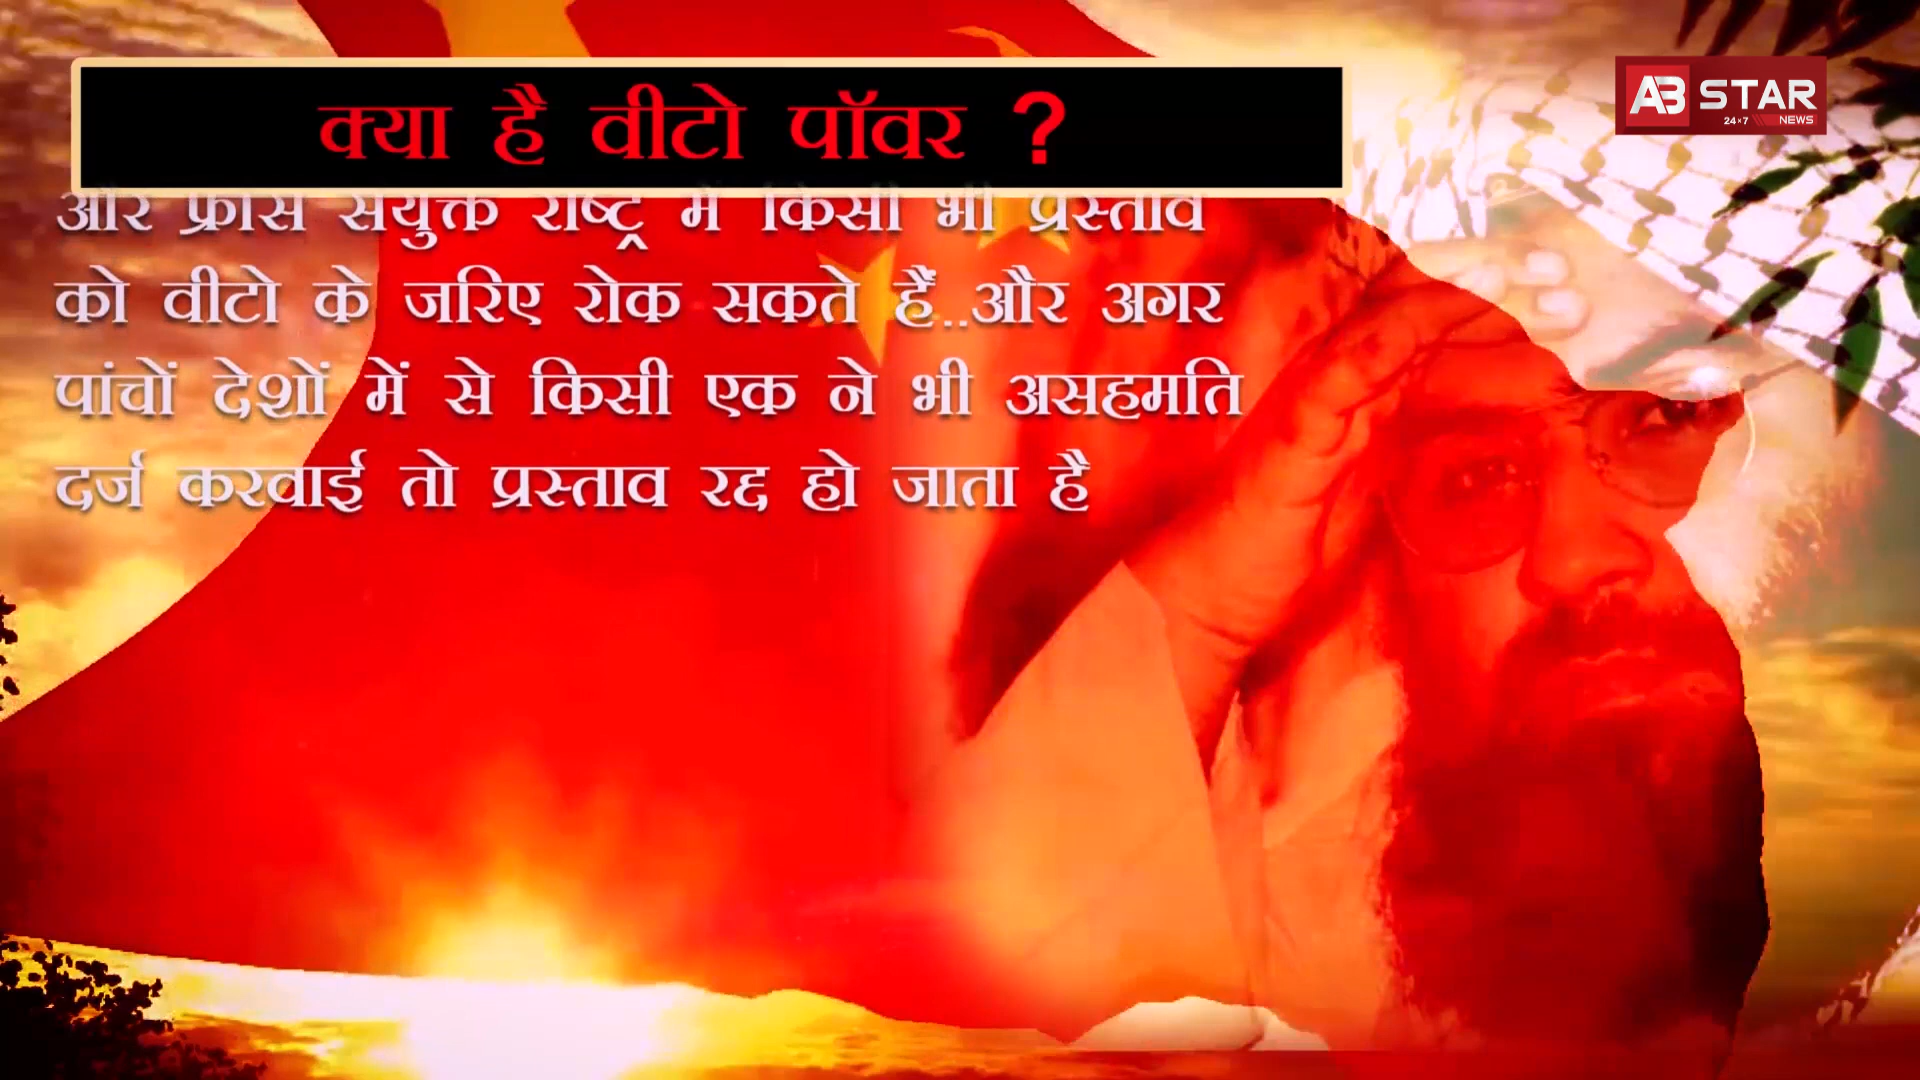 क्या है वीटो पॉवर ?
AB STAR
24×7 NEWS
और फ्रांस संयुक्त राष्ट्र में किसी भी प्रस्ताव
को वीटो के जरिए रोक सकते हैं..और अगर
पांचों देशों में से किसी एक ने भी असहमति
दर्ज करवाई तो प्रस्ताव रद्द हो जाता है